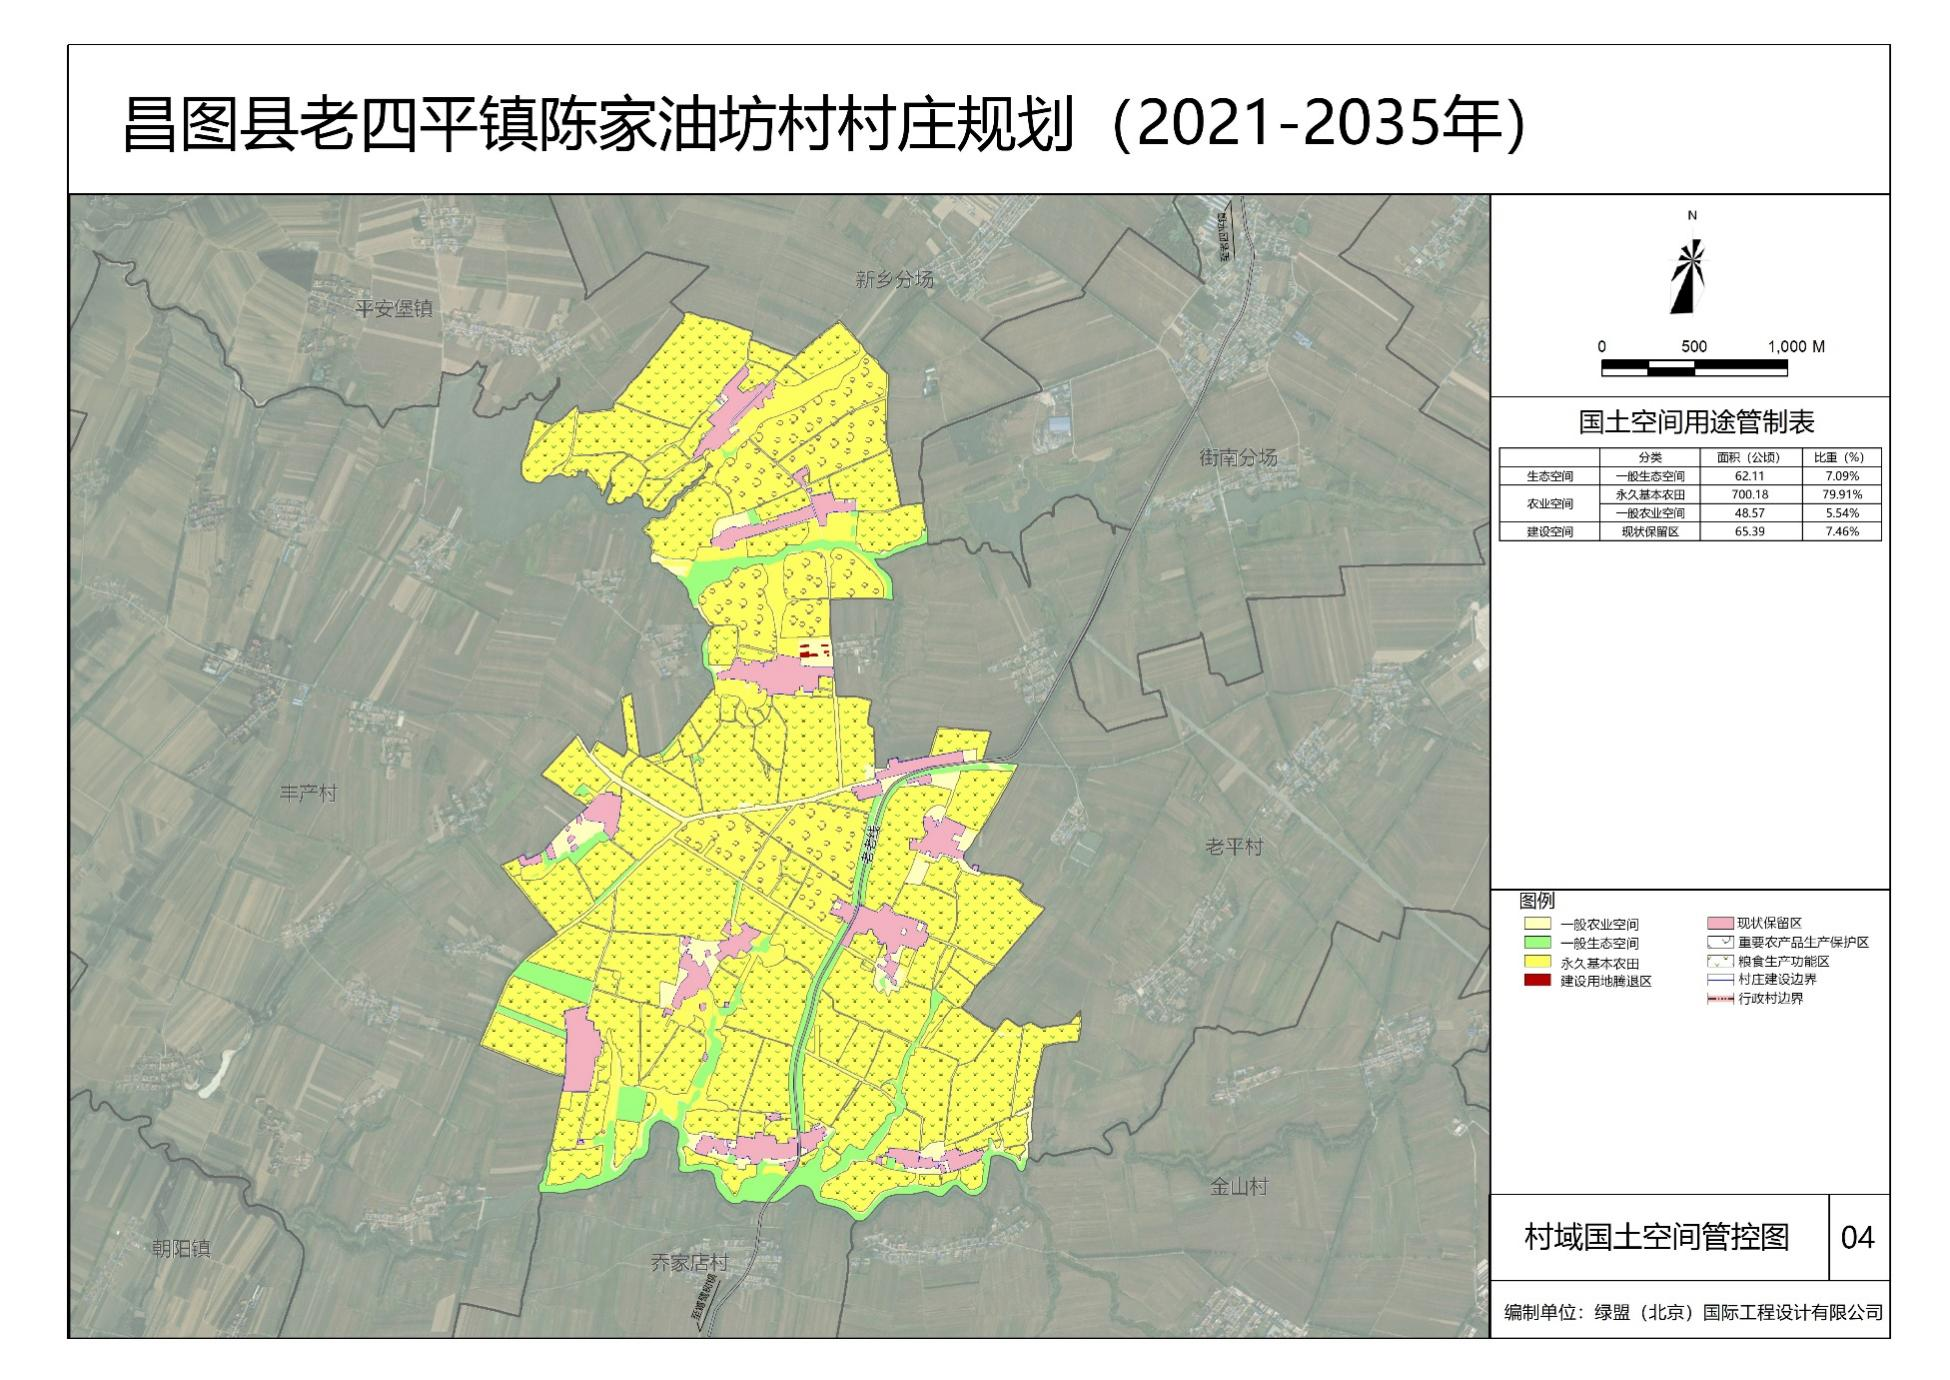 昌图县老四平镇陈家油坊村村庄规划（2021-2035年）
新乡分场
平安堡镇
街南分场
丰产村
老平村
老老线
金山村
朝阳镇
乔家店村
N
0 500 1,000 M
国土空间用途管制表
分类 面积（公顷） 比重（%）
生态空间 一般生态空间 62.11 7.09%
农业空间 永久基本农田 700.18 79.91%
一般农业空间 48.57 5.54%
建设空间 现状保留区 65.39 7.46%
图例
一般农业空间 现状保留区
一般生态空间 重要农产品生产保护区
永久基本农田 粮食生产功能区
建设用地腾退区 村庄建设边界
行政村边界
村域国土空间管控图 04
编制单位：绿盟（北京）国际工程设计有限公司